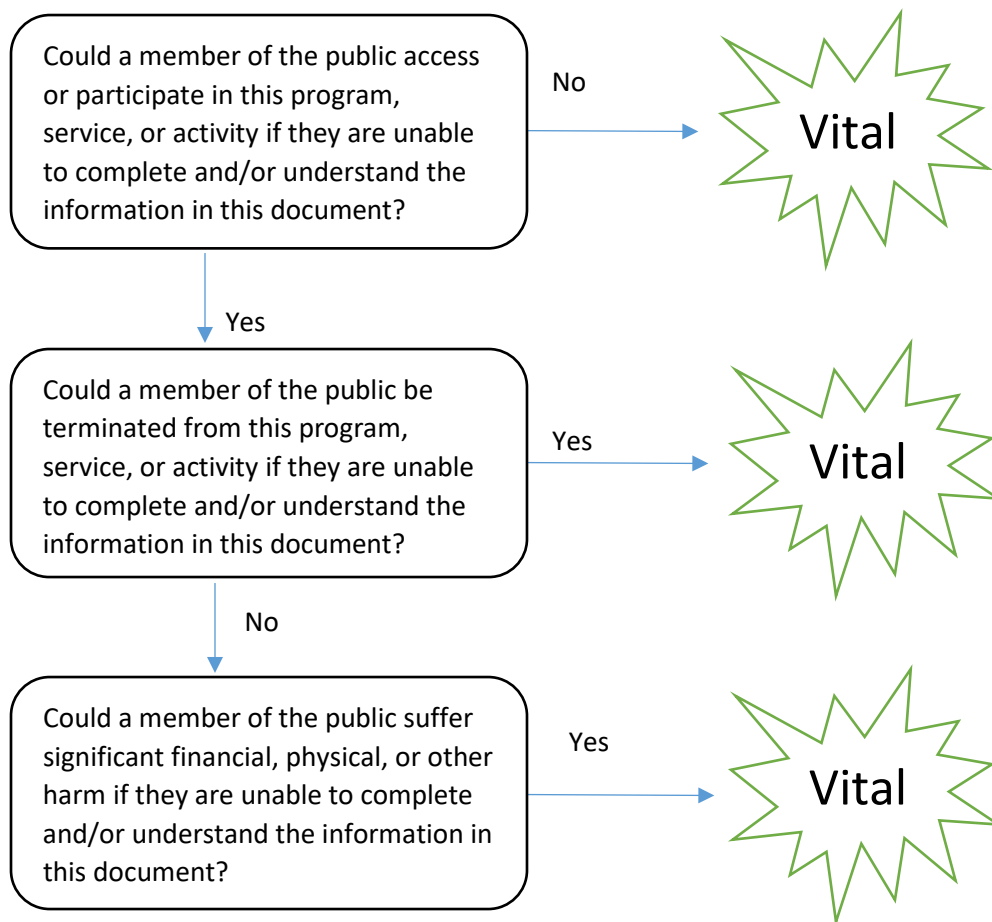 Could a member of the public access
or participate in this program,
service, or activity if they are unable
to complete and/or understand the
information in this document?
No
Vital
Yes
Could a member of the public be
terminated from this program,
service, or activity if they are unable
to complete and/or understand the
information in this document?
Yes
Vital
No
Could a member of the public suffer
significant financial, physical, or other
harm if they are unable to complete
and/or understand the information in
this document?
Yes
Vital